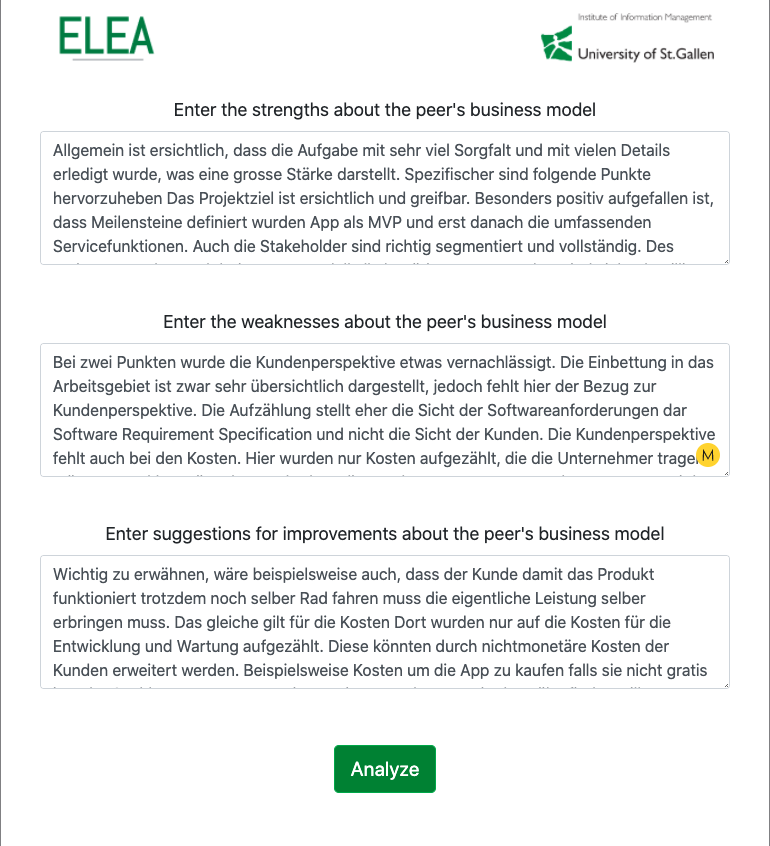 ELEA
Institute of Information Management
University of St.Gallen
Enter the strengths about the peer's business model
Allgemein ist ersichtlich, dass die Aufgabe mit sehr viel Sorgfalt und mit vielen Details
erledigt wurde, was eine grosse Stärke darstellt. Spezifischer sind folgende Punkte
hervorzuheben Das Projektziel ist ersichtlich und greifbar. Besonders positiv aufgefallen ist,
dass Meilensteine definiert wurden App als MVP und erst danach die umfassenden
Servicefunktionen. Auch die Stakeholder sind richtig segmentiert und vollständig. Des
Enter the weaknesses about the peer's business model
Bei zwei Punkten wurde die Kundenperspektive etwas vernachlässigt. Die Einbettung in das
Arbeitsgebiet ist zwar sehr übersichtlich dargestellt, jedoch fehlt hier der Bezug zur
Kundenperspektive. Die Aufzählung stellt eher die Sicht der Softwareanforderungen dar
Software Requirement Specification und nicht die Sicht der Kunden. Die Kundenperspektive
fehlt auch bei den Kosten. Hier wurden nur Kosten aufgezählt, die die Unternehmer
M
Enter suggestions for improvements about the peer's business model
Wichtig zu erwähnen, wäre beispielsweise auch, dass der Kunde damit das Produkt
funktioniert trotzdem noch selber Rad fahren muss die eigentliche Leistung selber
erbringen muss. Das gleiche gilt für die Kosten Dort wurden nur auf die Kosten für die
Entwicklung und Wartung aufgezählt. Diese könnten durch nichtmonetäre Kosten der
Kunden erweitert werden. Beispielsweise Kosten um die App zu kaufen falls sie nicht gratis
Analyze